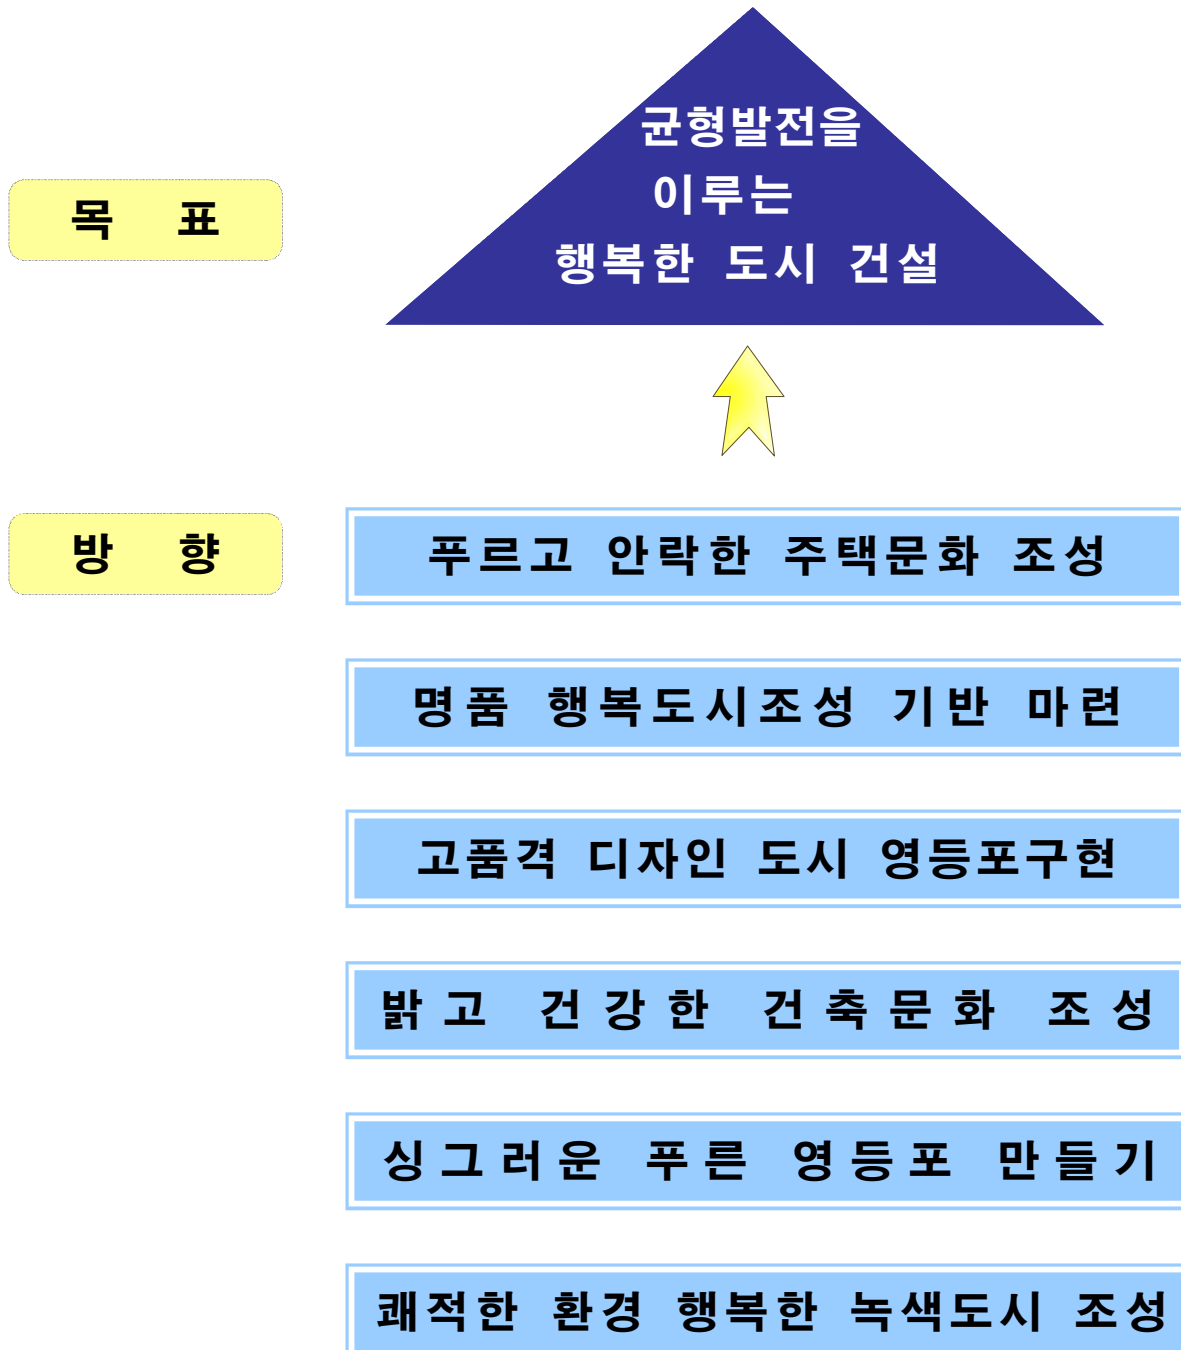 균형발전을
이루는
행복한 도시 건설
목 표
방 향
푸르고 안락한 주택문화 조성
명품 행복도시조성 기반 마련
고품격 디자인 도시 영등포구현
밝고 건강한 건축문화 조성
싱그러운 푸른 영등포 만들기
쾌적한 환경 행복한 녹색도시 조성